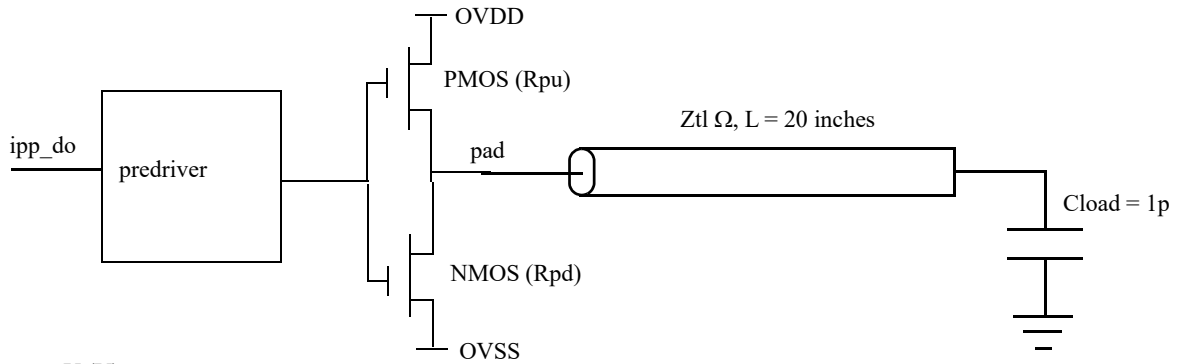 OVDD
PMOS (Rpu)
Ztl Ω, L = 20 inches
ipp_do
pad
predriver
Cload = 1p
NMOS (Rpd)
OVSS